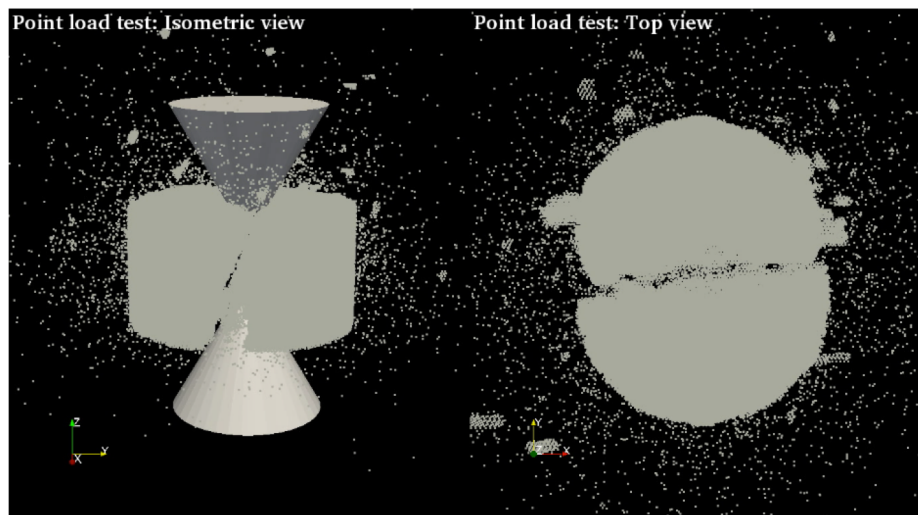 Point load test: Isometric view
Point load test: Top view
Z
Y
X
Y
Z
X